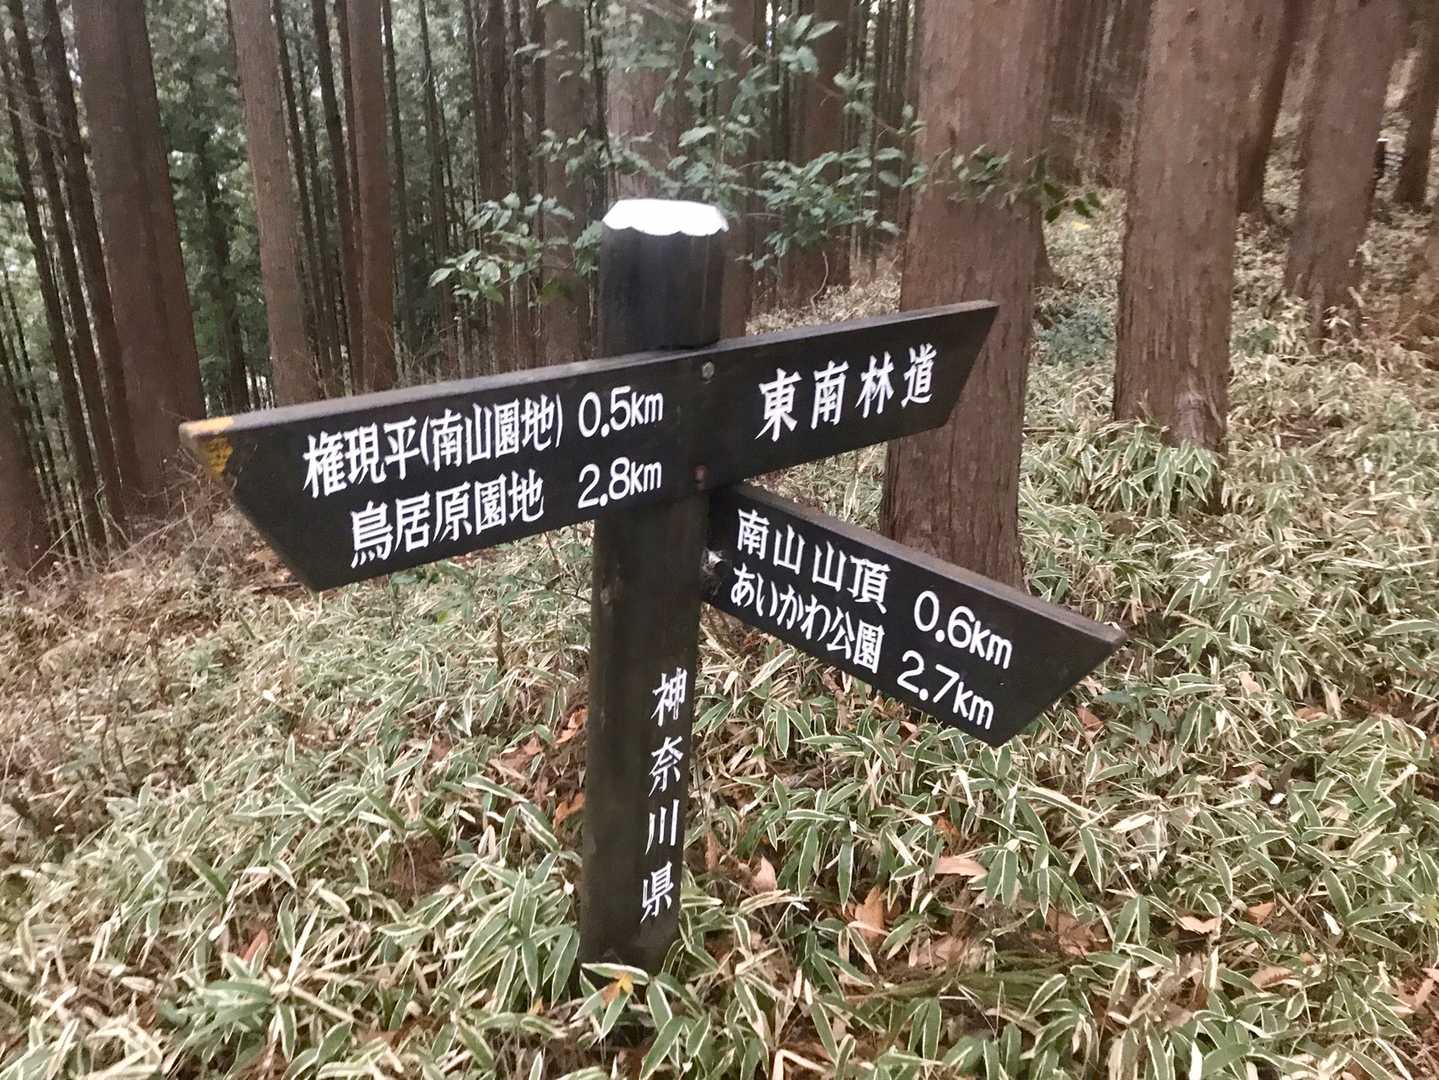 権現平(南山園地) 0.5km
鳥居原園地 2.8km
東南林道
南山山頂 0.6km
あいかわ公園 2.7km
神奈川県